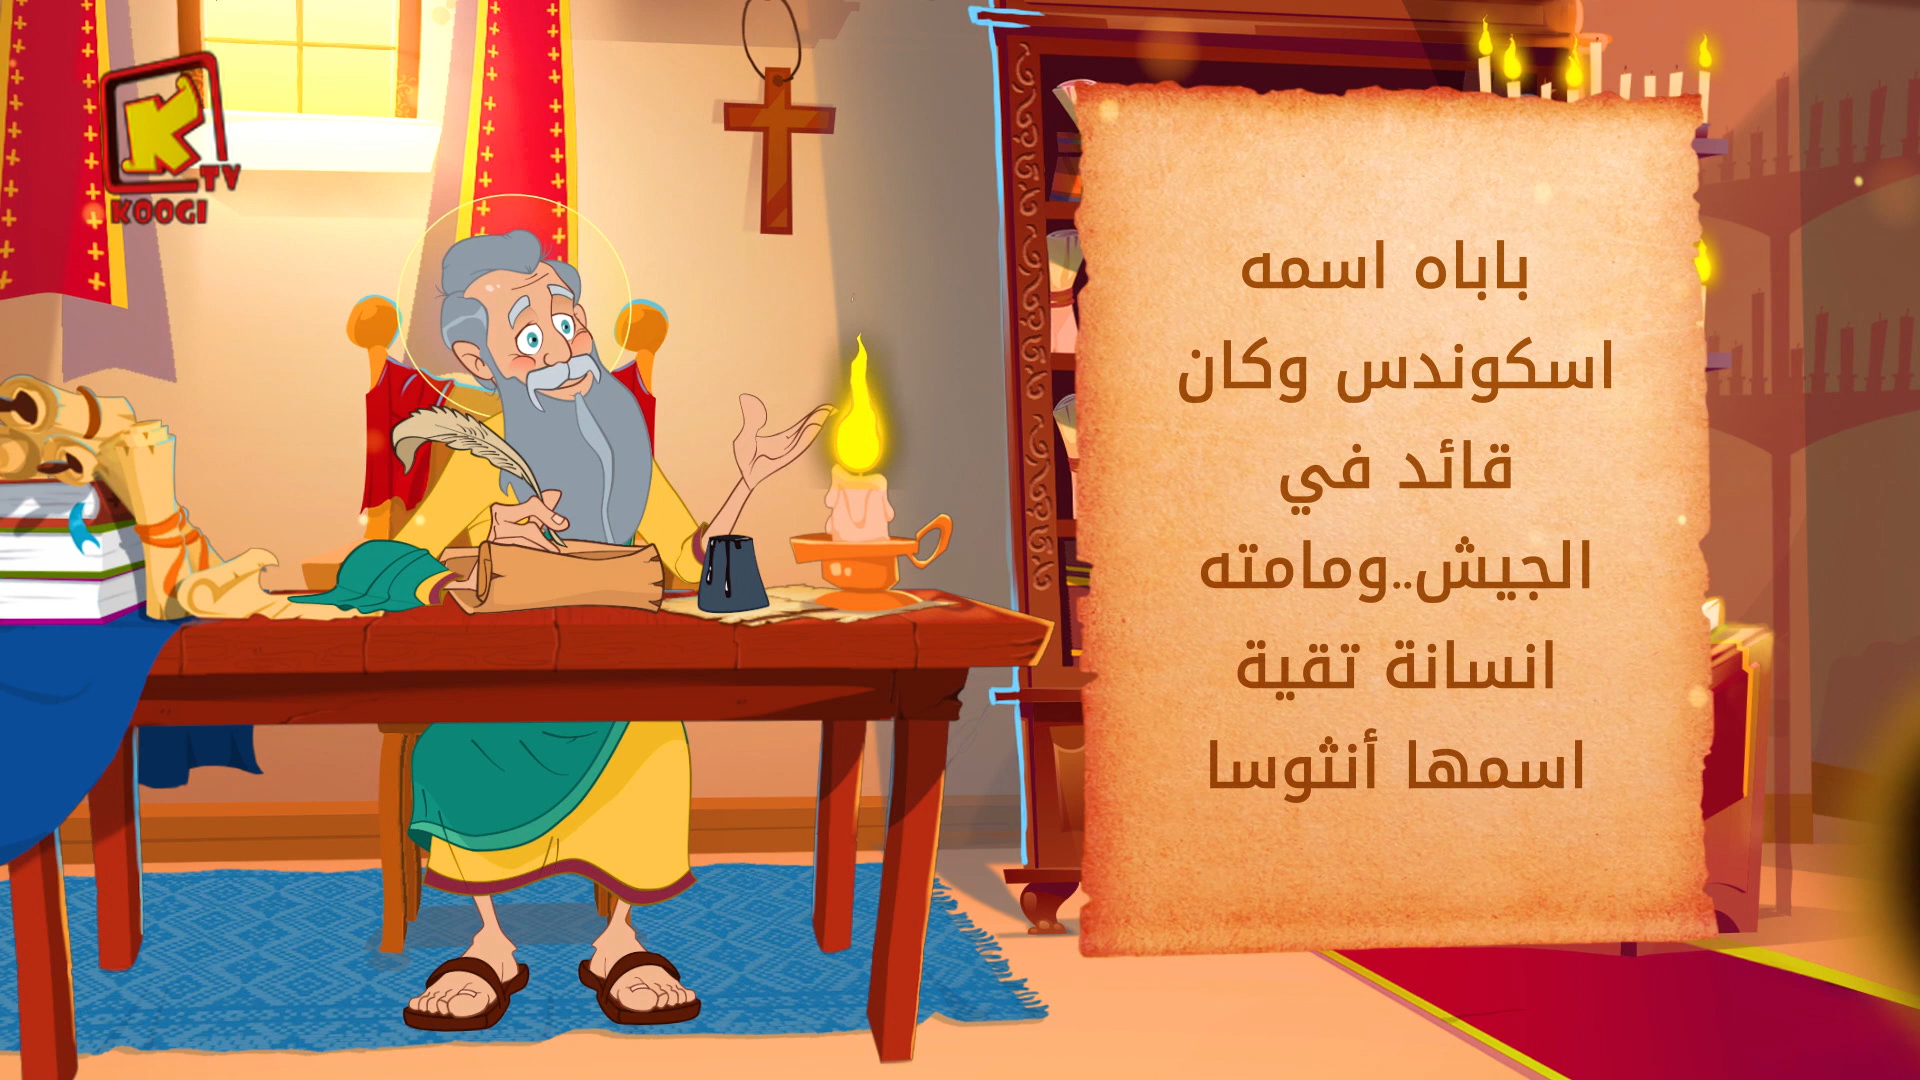 K
TV
KOOGI
باباه اسمه
اسكوندس وكان
قائد في
الجيش..ومامته
انسانة تقية
اسمها أنثوسا